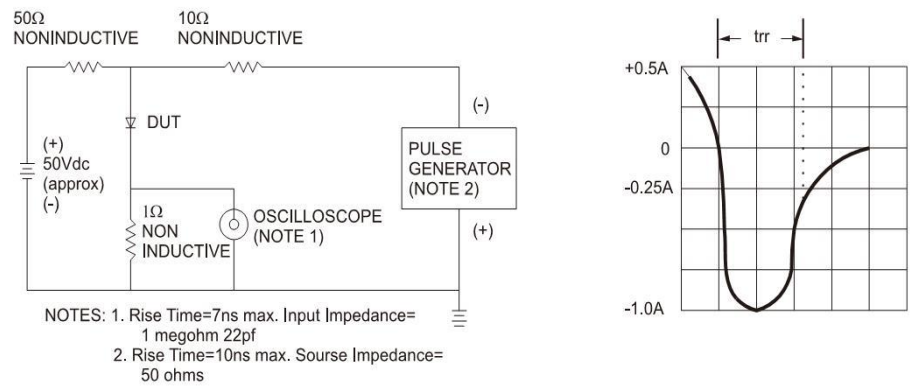 50Ω
NONINDUCTIVE
10Ω
NONINDUCTIVE
DUT
(+)
50Vdc
(approx)
(-)
1Ω
NON
INDUCTIVE
OSCILLOSCOPE
(NOTE 1)
(-)
PULSE
GENERATOR
(NOTE 2)
(+)
NOTES: 1. Rise Time=7ns max. Input Impedance=
1 megohm 22pf
2. Rise Time=10ns max. Sourse Impedance=
50 ohms
trr
+0.5A
0
-0.25A
-1.0A